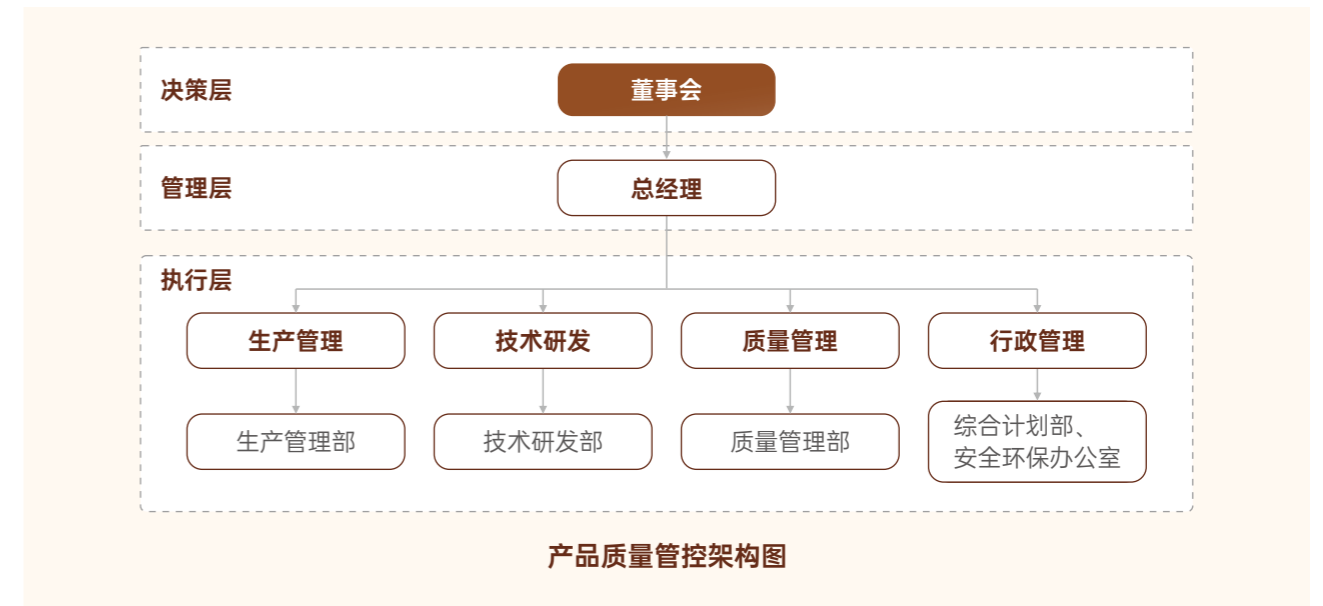 决策层
董事会
管理层
总经理
执行层
生产管理
技术研发
质量管理
行政管理
生产管理部
技术研发部
质量管理部
综合计划部、
安全环保办公室
产品质量管控架构图